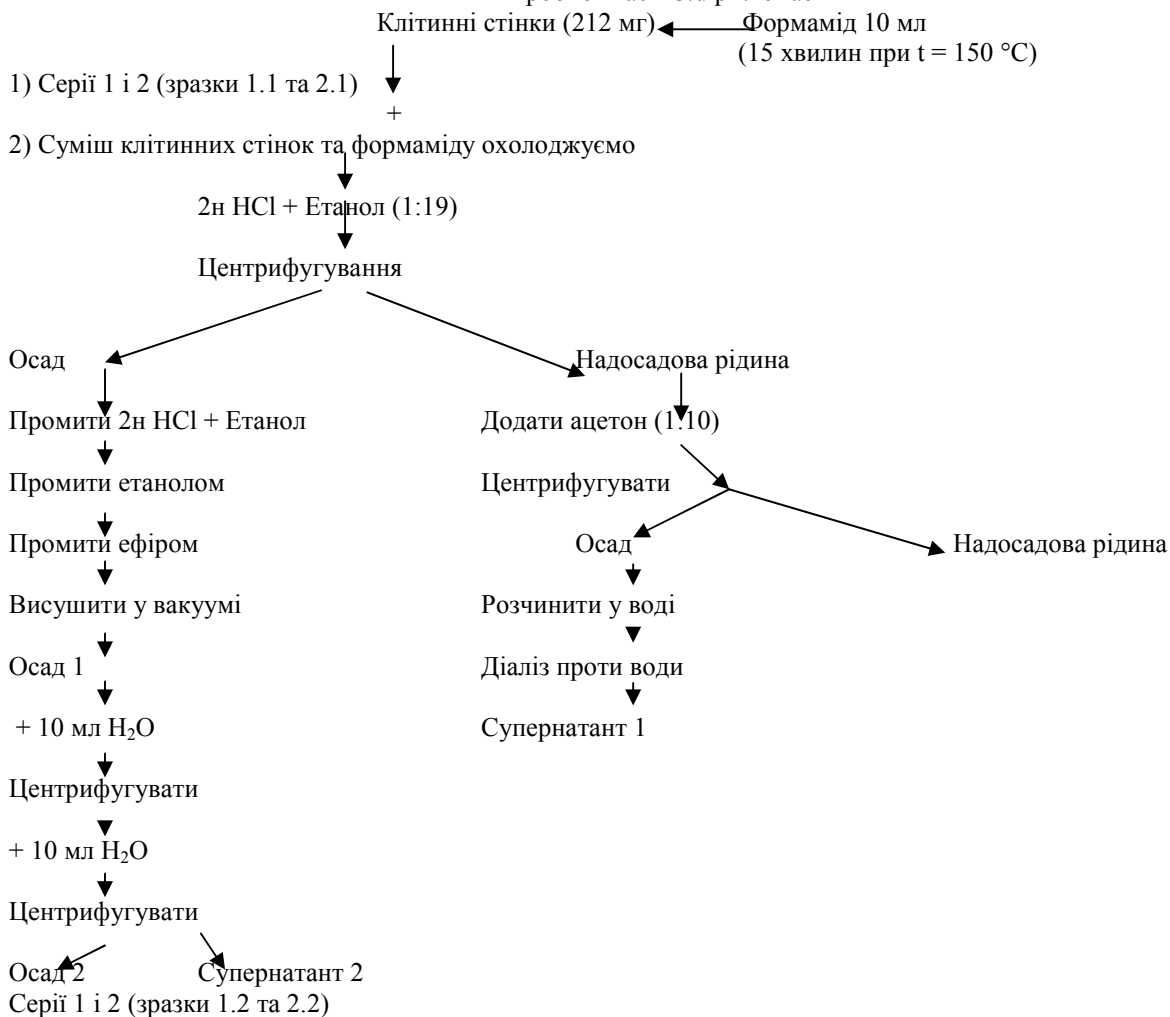 Клітинні стінки (212 мг) Формамід 10 мл
(15 хвилин при t = 150 °C)
1) Серії 1 і 2 (зразки 1.1 та 2.1)
+
2) Суміш клітинних стінок та формаміду охолоджуємо
2н HCl + Етанол (1:19)
Центрифугування
Осад Надосадова рідина
Промити 2н HCl + Етанол Додати ацетон (1:10)
Промити етанолом Центрифугувати
Промити ефіром Осад Надосадова рідина
Висушити у вакуумі Розчинити у воді
Осад 1 Діаліз проти води
+ 10 мл H₂O Супернатант 1
Центрифугувати
+ 10 мл H₂O
Центрифугувати
Осад 2 Супернатант 2
Серії 1 і 2 (зразки 1.2 та 2.2)